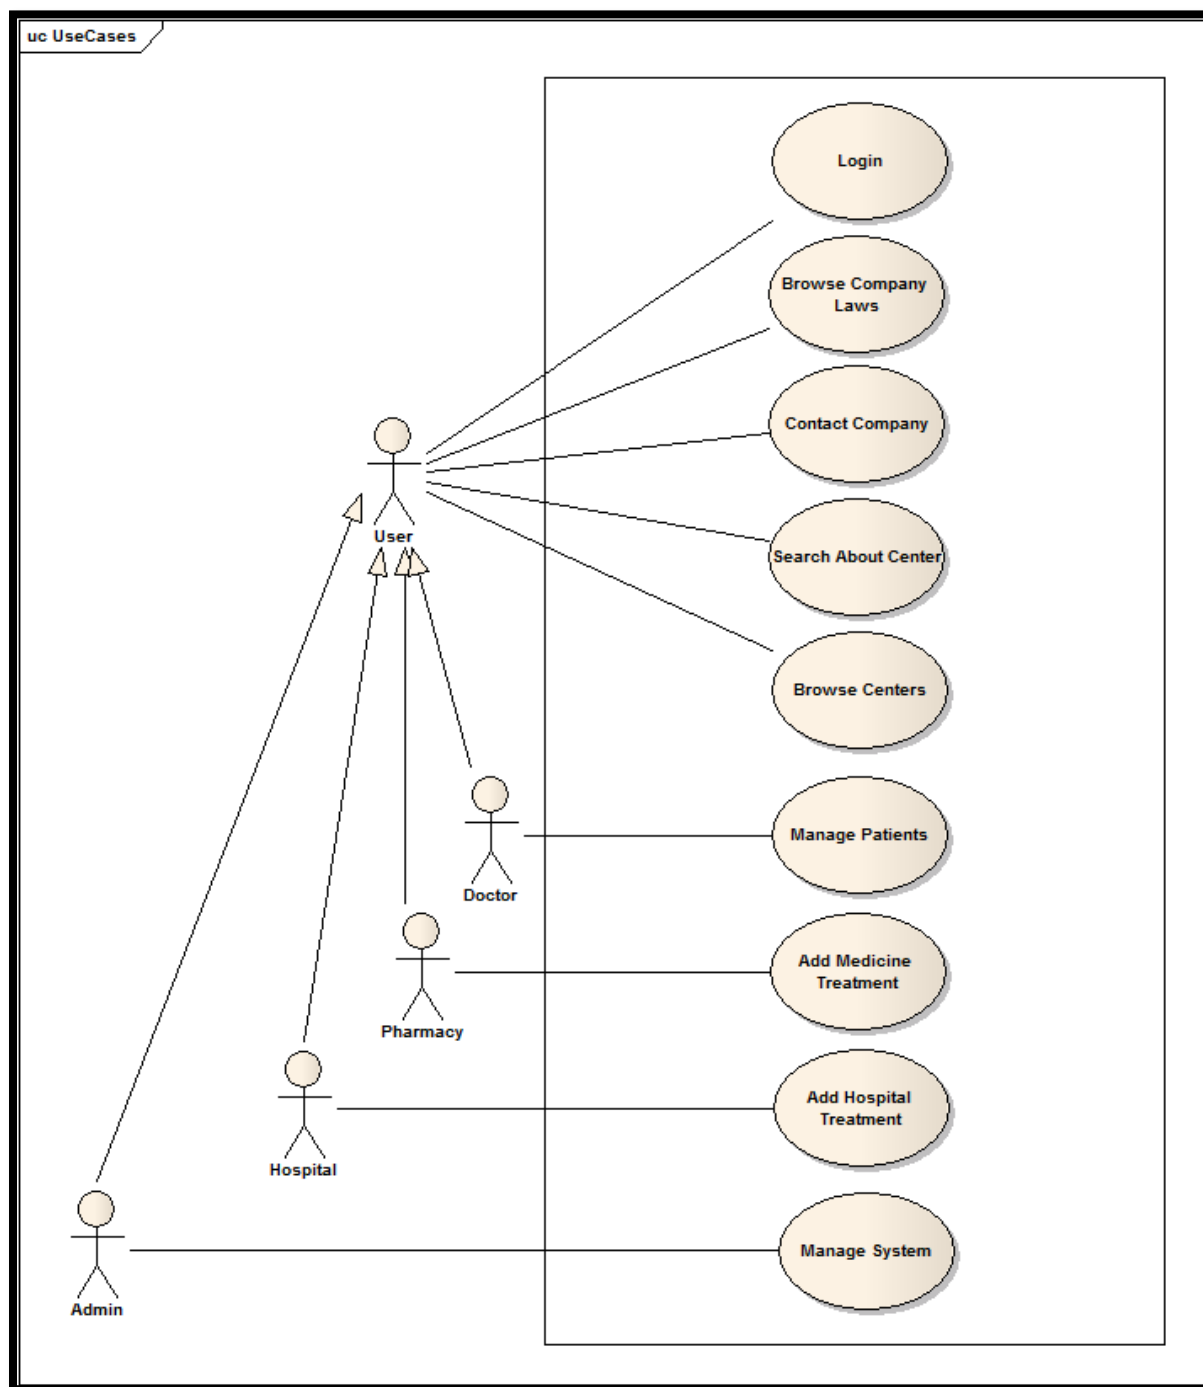 uc UseCases
Login
Browse Company
Laws
Contact Company
User
Search About Center
Browse Centers
Manage Patients
Doctor
Add Medicine
Treatment
Pharmacy
Add Hospital
Treatment
Hospital
Manage System
Admin